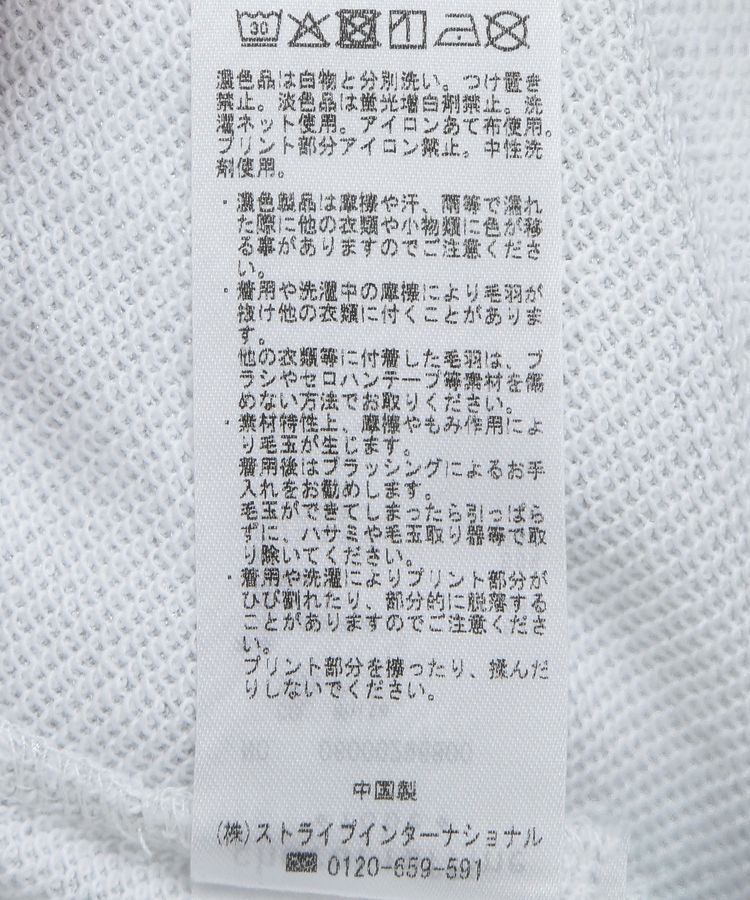 30
濃色品は白物と分別洗い。つけ置き
禁止。淡色品は蛍光増白剤禁止。洗
濯ネット使用。アイロンあて布使用。
プリント部分アイロン禁止。中性洗
剤使用。
・濃色製品は摩擦や汗、雨等で濡れ
た際に他の衣類や小物類に色が移
る事がありますのでご注意くださ
い。
・着用や洗濯中の摩擦により毛羽が
抜け他の衣類に付くことがありま
す。
他の衣類等に付着した毛羽は、ブ
ラシやセロハンテープ等素材を傷
めない方法でお取りください。
・素材特性上、摩擦やもみ作用によ
り毛玉が生じます。
着用後はブラッシングによるお手
入れをお勧めします。
毛玉ができてしまったら引っぱら
ずに、ハサミや毛玉取り器等で取
り除いてください。
・着用や洗濯によりプリント部分が
ひび割れたり、部分的に脱落する
ことがありますのでご注意くださ
い。
プリント部分を擦ったり、揉んだ
りしないでください。
中国製
(株)ストライプインターナショナル
0120-659-591